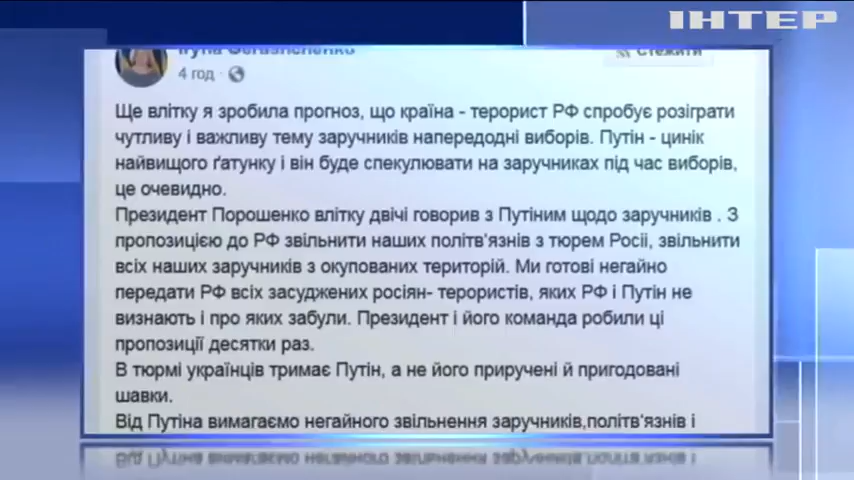 ІНТЕР
Iryna Gerashchenko
Стежити
4 год ·
Ще влітку я зробила прогноз, що країна - терорист РФ спробує розіграти
чутливу і важливу тему заручників напередодні виборів. Путін - цинік
найвищого ґатунку і він буде спекулювати на заручниках під час виборів,
це очевидно.
Президент Порошенко влітку двічі говорив з Путіним щодо заручників . З
пропозицією до РФ звільнити наших політв'язнів з тюрем Росіі, звільнити
всіх наших заручників з окупованих територій. Ми готові негайно
передати РФ всіх засуджених росіян- терористів, яких РФ і Путін не
визнають і про яких забули. Президент і його команда робили ці
пропозиції десятки раз.
В тюрмі українців тримає Путін, а не його приручені й пригодовані
шавки.
Від Путіна вимагаємо негайного звільнення заручників,політв'язнів і